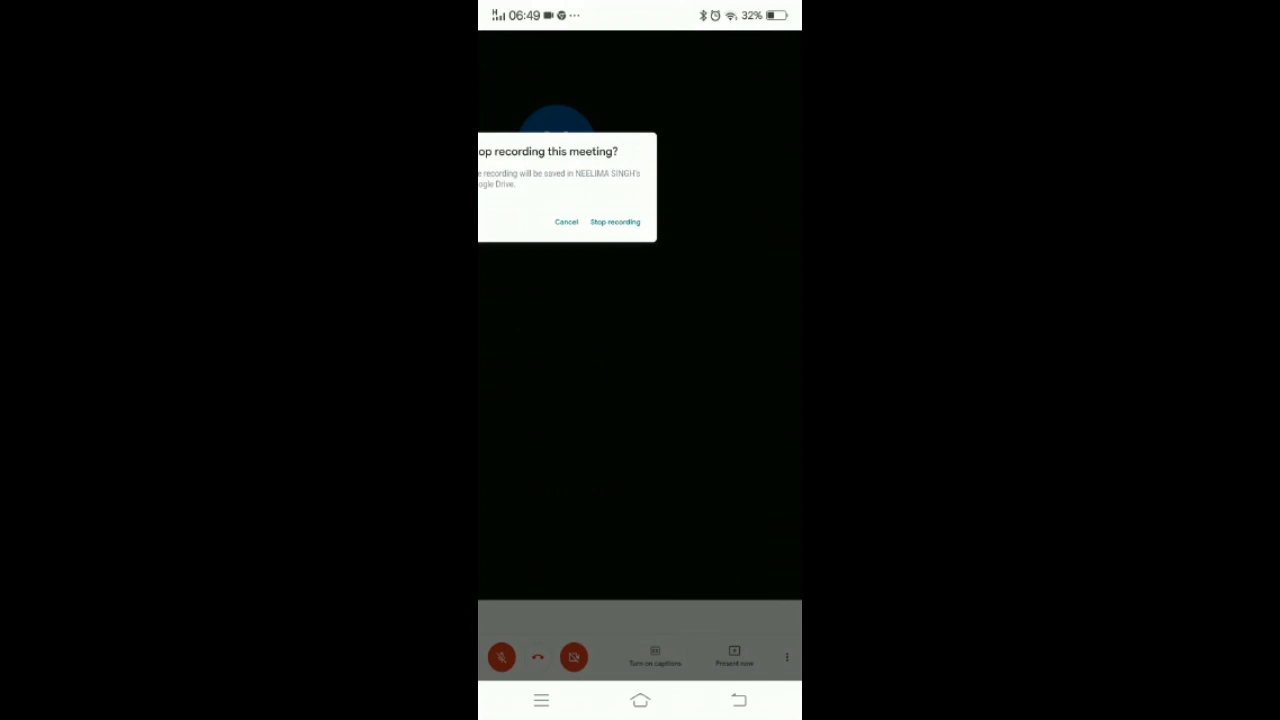 H 06:49 ... 32%
op recording this meeting?
e recording will be saved in NEELIMA SINGH's
ogle Drive.
Cancel Stop recording
Turn on captions Present now